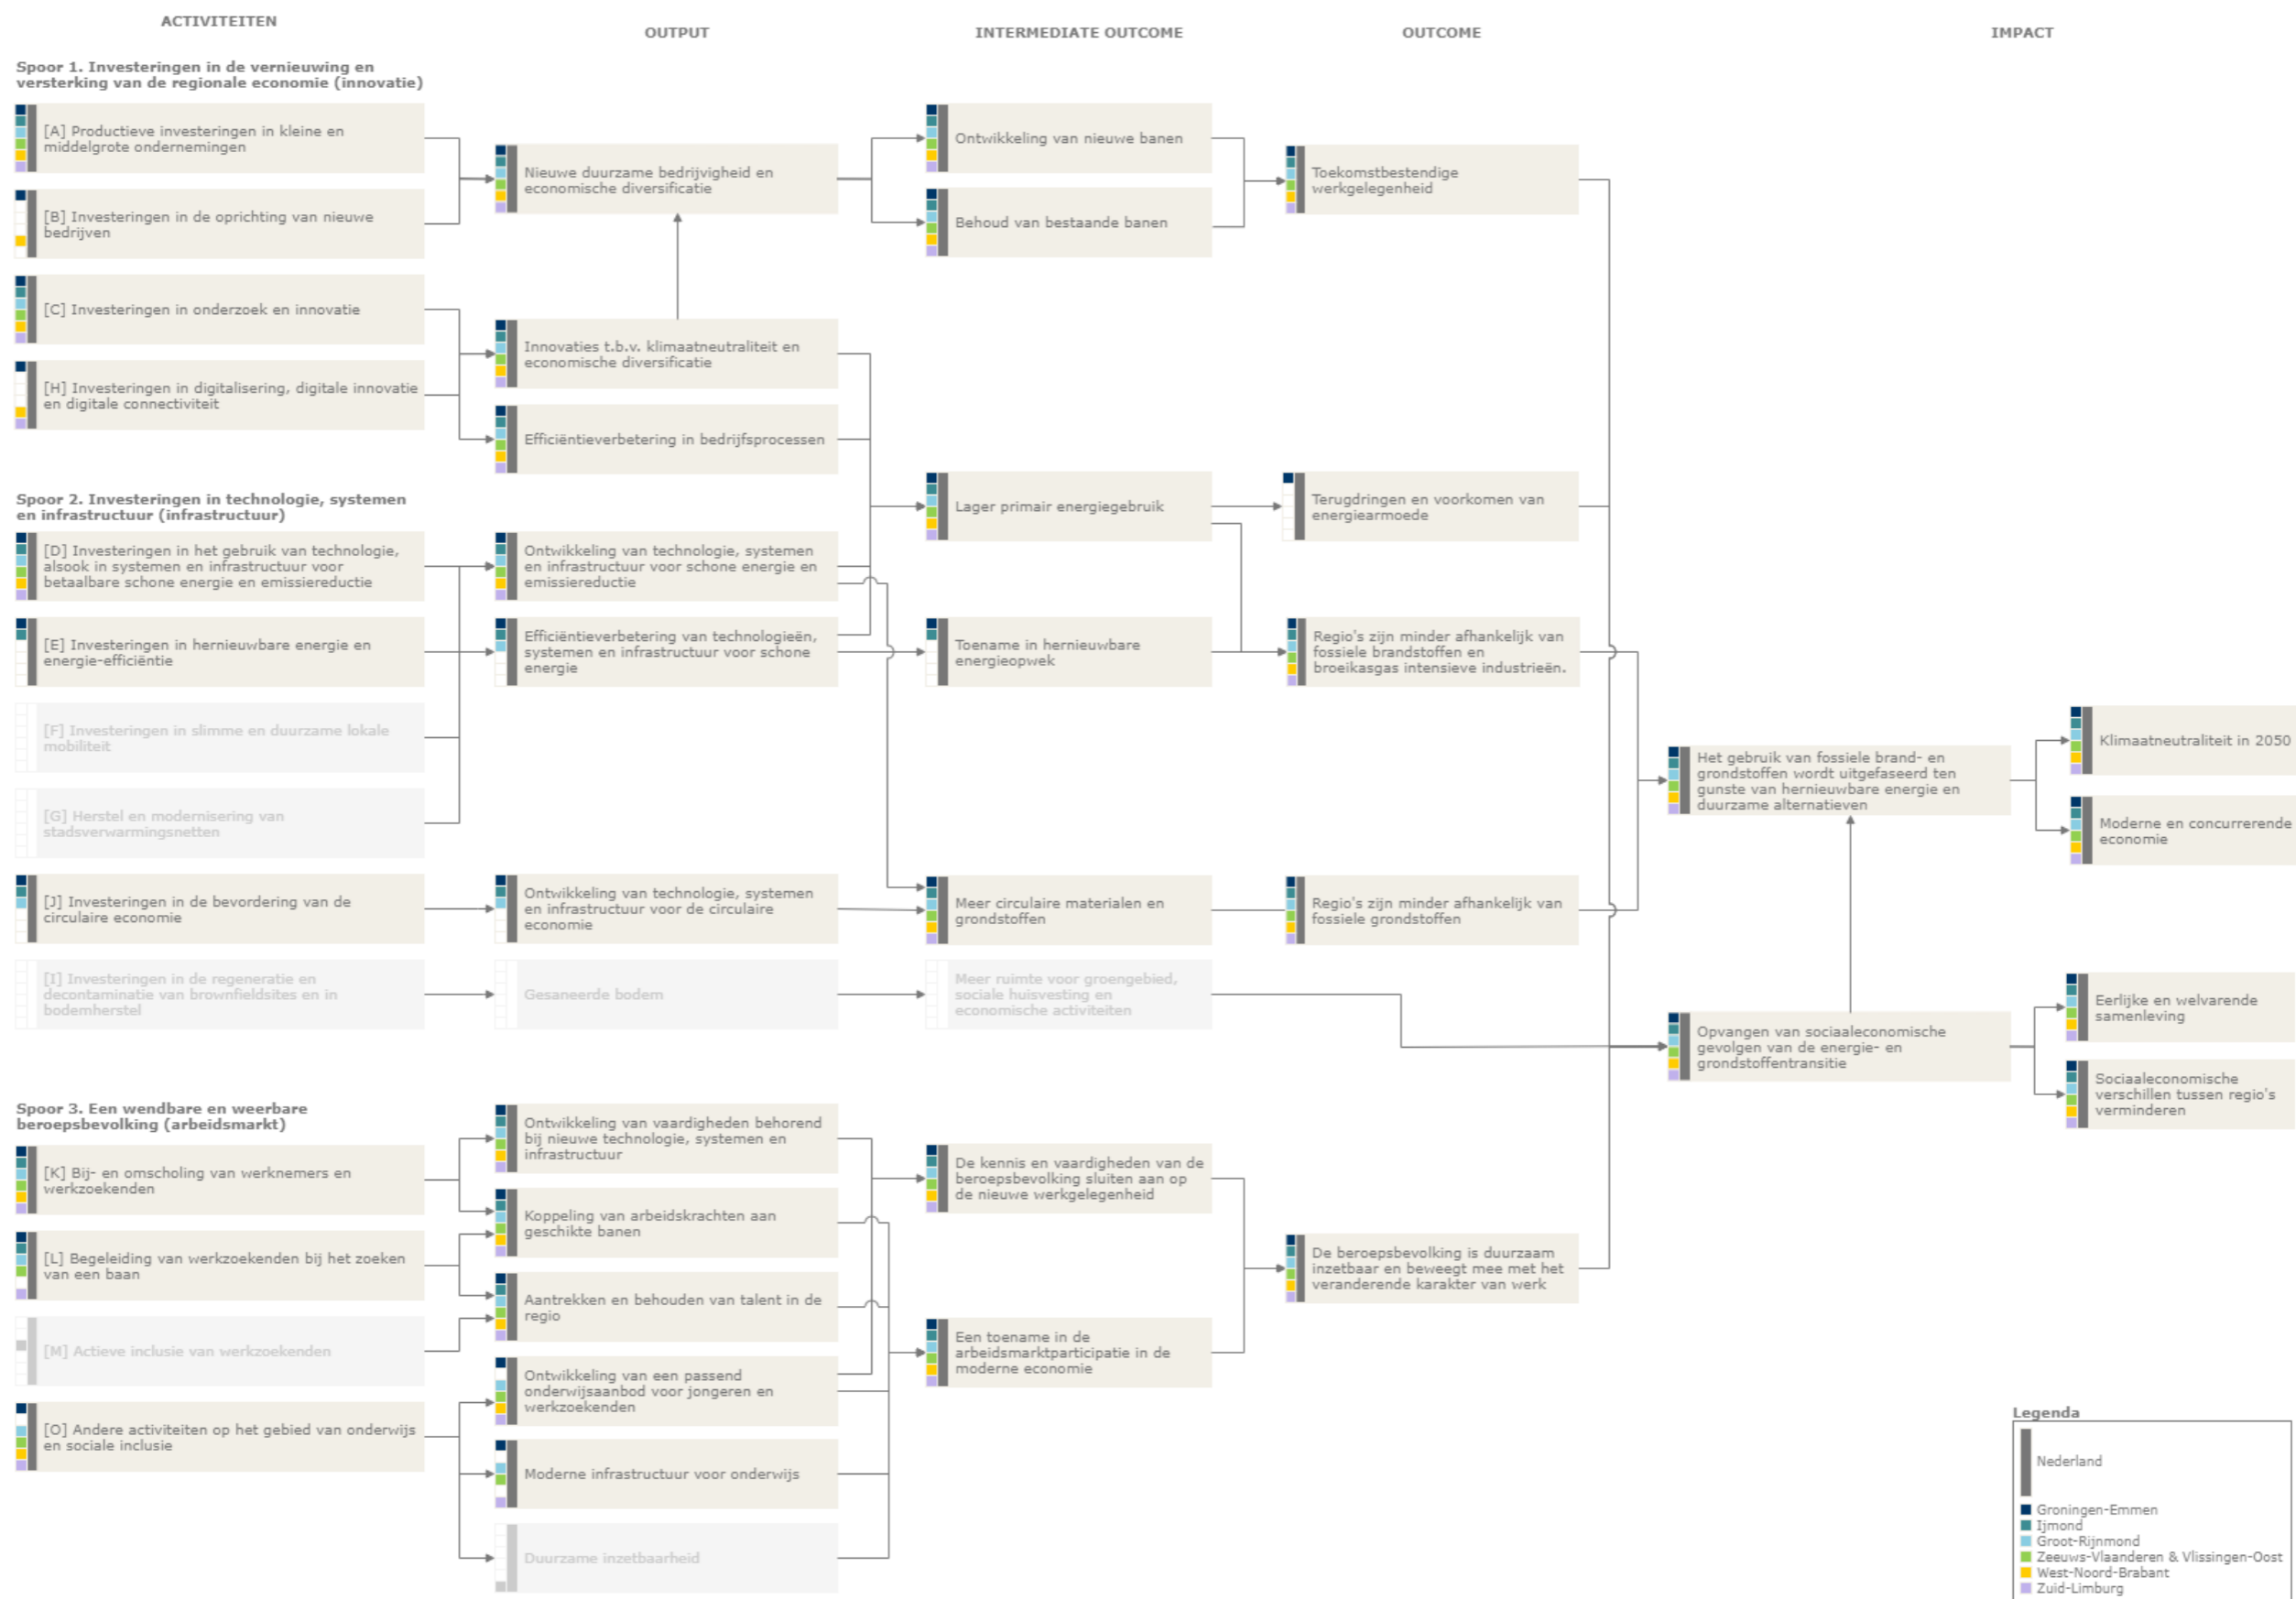 ACTIVITEITEN
OUTPUT
INTERMEDIATE OUTCOME
OUTCOME
IMPACT
Spoor 1. Investeringen in de vernieuwing en
versterking van de regionale economie (innovatie)
[A] Productieve investeringen in kleine en
middelgrote ondernemingen
[B] Investeringen in de oprichting van nieuwe
bedrijven
[C] Investeringen in onderzoek en innovatie
[H] Investeringen in digitalisering, digitale innovatie
en digitale connectiviteit
Nieuwe duurzame bedrijvigheid en
economische diversificatie
Innovaties t.b.v. klimaatneutraliteit en
economische diversificatie
Efficiëntieverbetering in bedrijfsprocessen
Ontwikkeling van nieuwe banen
Behoud van bestaande banen
Toekomstbestendige
werkgelegenheid
Spoor 2. Investeringen in technologie, systemen
en infrastructuur (infrastructuur)
[D] Investeringen in het gebruik van technologie,
alsook in systemen en infrastructuur voor
betaalbare schone energie en emissiereductie
[E] Investeringen in hernieuwbare energie en
energie-efficiëntie
[F] Investeringen in slimme en duurzame lokale
mobiliteit
[G] Herstel en modernisering van
stadsverwarmingsnetten
[J] Investeringen in de bevordering van de
circulaire economie
[I] Investeringen in de regeneratie en
decontaminatie van brownfieldsites en in
bodemherstel
Ontwikkeling van technologie, systemen
en infrastructuur voor schone energie en
emissiereductie
Efficiëntieverbetering van technologieën,
systemen en infrastructuur voor schone
energie
Ontwikkeling van technologie, systemen
en infrastructuur voor de circulaire
economie
Gesaneerde bodem
Lager primair energiegebruik
Toename in hernieuwbare
energieopwek
Meer circulaire materialen en
grondstoffen
Meer ruimte voor groengebied,
sociale huisvesting en
economische activiteiten
Terugdringen en voorkomen van
energiearmoede
Regio's zijn minder afhankelijk van
fossiele brandstoffen en
broeikasgas intensieve industrieën.
Regio's zijn minder afhankelijk van
fossiele grondstoffen
Het gebruik van fossiele brand- en
grondstoffen wordt uitgefaseerd ten
gunste van hernieuwbare energie en
duurzame alternatieven
Klimaatneutraliteit in 2050
Moderne en concurrerende
economie
Opvangen van sociaaleconomische
gevolgen van de energie- en
grondstoffentransitie
Eerlijke en welvarende
samenleving
Sociaaleconomische
verschillen tussen regio's
verminderen
Spoor 3. Een wendbare en weerbare
beroepsbevolking (arbeidsmarkt)
[K] Bij- en omscholing van werknemers en
werkzoekenden
[L] Begeleiding van werkzoekenden bij het zoeken
van een baan
[M] Actieve inclusie van werkzoekenden
[O] Andere activiteiten op het gebied van onderwijs
en sociale inclusie
Ontwikkeling van vaardigheden behorend
bij nieuwe technologie, systemen en
infrastructuur
Koppeling van arbeidskrachten aan
geschikte banen
Aantrekken en behouden van talent in de
regio
Ontwikkeling van een passend
onderwijsaanbod voor jongeren en
werkzoekenden
Moderne infrastructuur voor onderwijs
Duurzame inzetbaarheid
De kennis en vaardigheden van de
beroepsbevolking sluiten aan op
de nieuwe werkgelegenheid
Een toename in de
arbeidsmarktparticipatie in de
moderne economie
De beroepsbevolking is duurzaam
inzetbaar en beweegt mee met het
veranderende karakter van werk
Legenda
Nederland
Groningen-Emmen
Ijmond
Groot-Rijnmond
Zeeuws-Vlaanderen & Vlissingen-Oost
West-Noord-Brabant
Zuid-Limburg